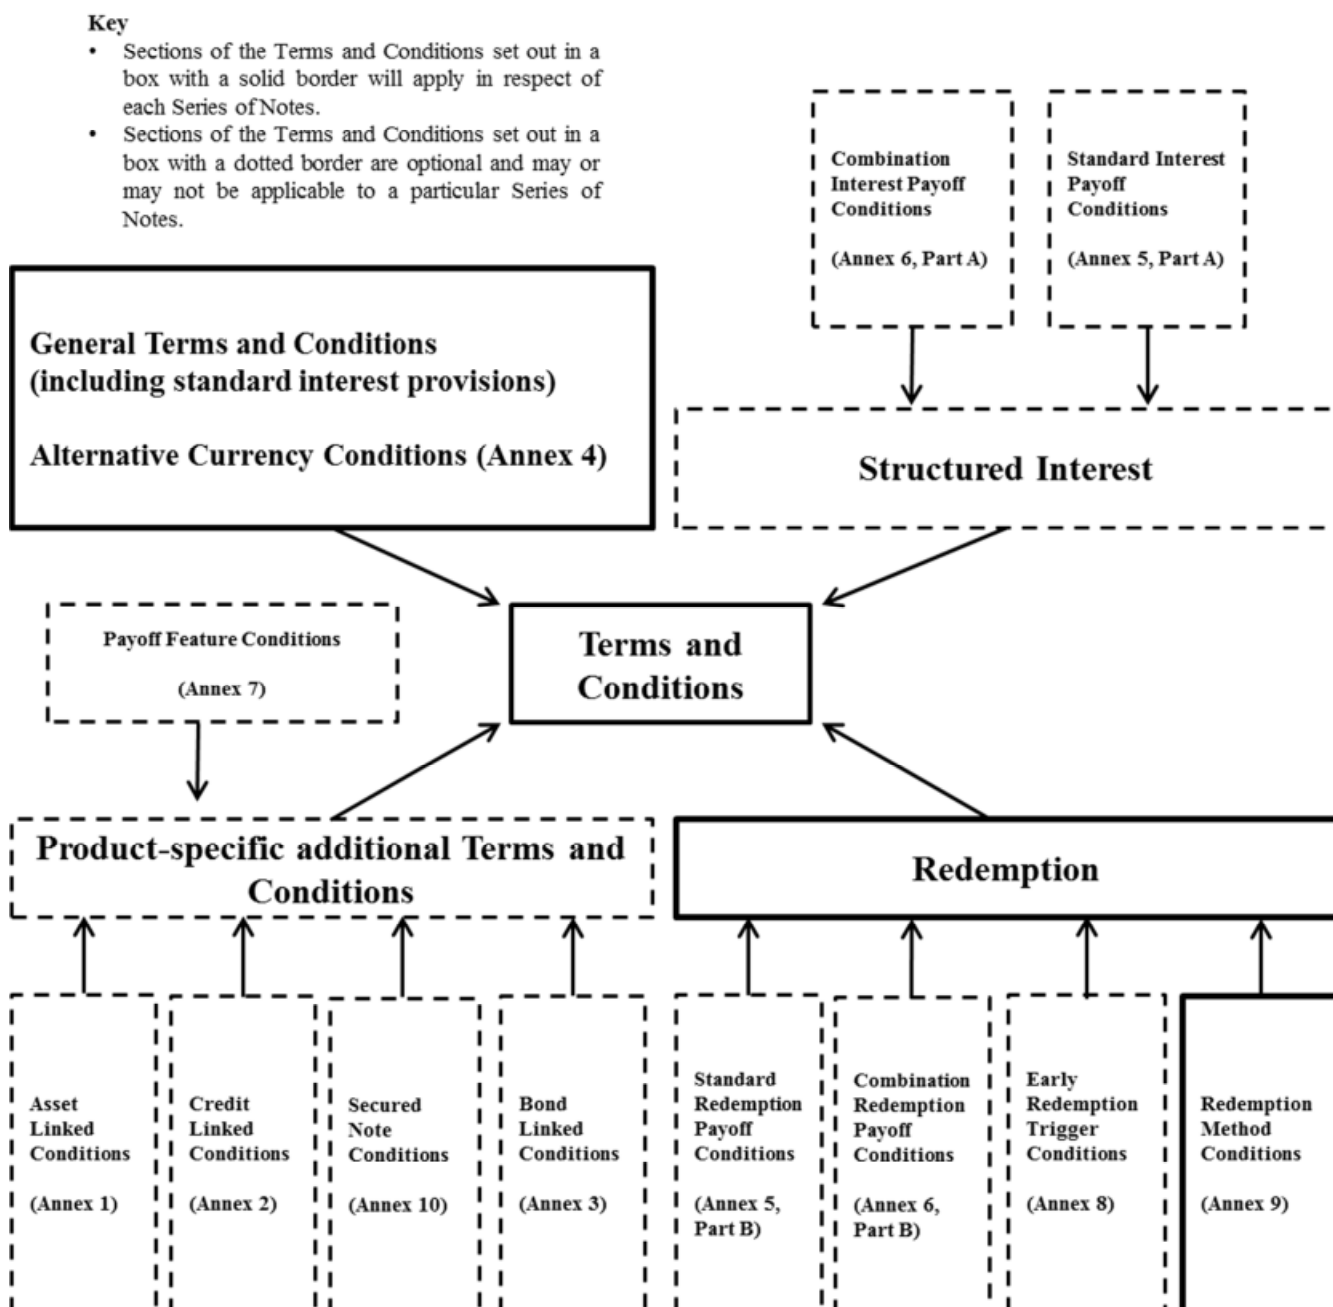 Key
• Sections of the Terms and Conditions set out in a
box with a solid border will apply in respect of
each Series of Notes.
• Sections of the Terms and Conditions set out in a
box with a dotted border are optional and may or
may not be applicable to a particular Series of
Notes.
Combination
Interest Payoff
Conditions
(Annex 6, Part A)
Standard Interest
Payoff
Conditions
(Annex 5, Part A)
General Terms and Conditions
(including standard interest provisions)
Alternative Currency Conditions (Annex 4)
Structured Interest
Payoff Feature Conditions
(Annex 7)
Terms and
Conditions
Product-specific additional Terms and
Conditions
Redemption
Asset
Linked
Conditions
(Annex 1)
Credit
Linked
Conditions
(Annex 2)
Secured
Note
Conditions
(Annex 10)
Bond
Linked
Conditions
(Annex 3)
Standard
Redemption
Payoff
Conditions
(Annex 5,
Part B)
Combination
Redemption
Payoff
Conditions
(Annex 6,
Part B)
Early
Redemption
Trigger
Conditions
(Annex 8)
Redemption
Method
Conditions
(Annex 9)